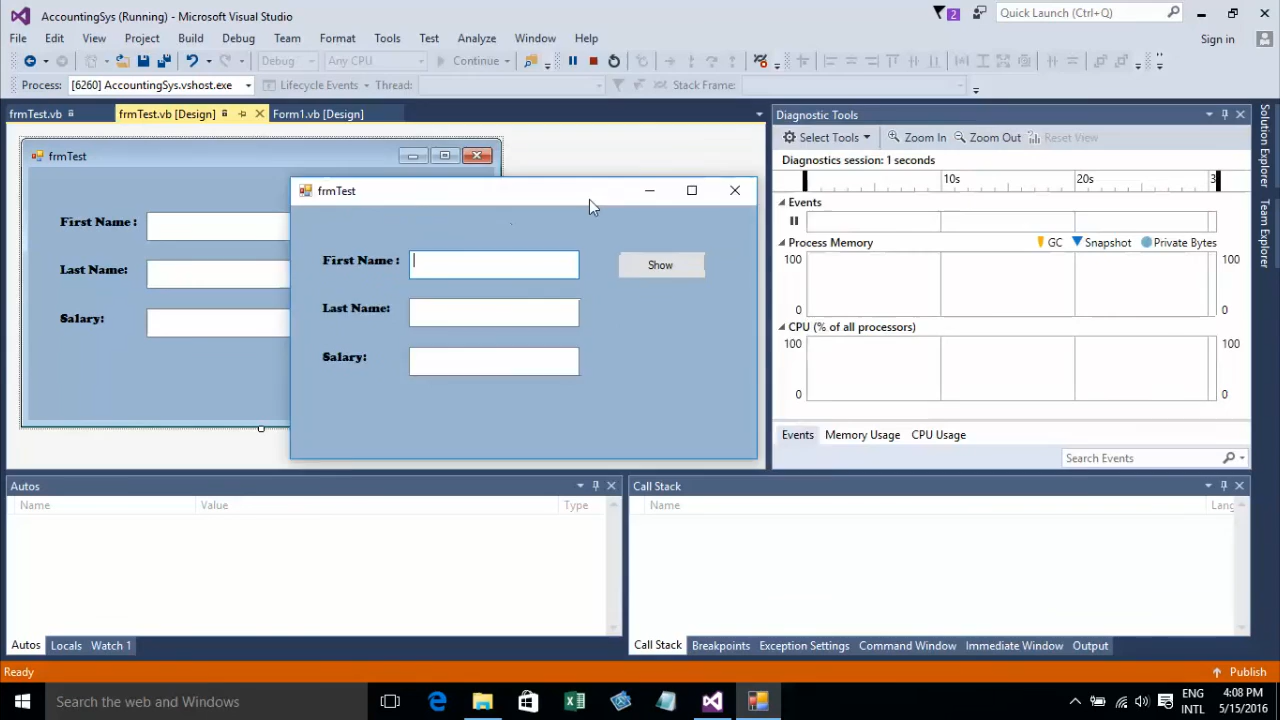 AccountingSys (Running) - Microsoft Visual Studio
2
Quick Launch (Ctrl+Q)
File Edit View Project Build Debug Team Format Tools Test Analyze Window Help
Sign in
Debug Any CPU Continue
Process: [6260] AccountingSys.vshost.exe Lifecycle Events Thread: Stack Frame:
frmTest.vb frmTest.vb [Design] Form1.vb [Design]
Diagnostic Tools
Select Tools Zoom In Zoom Out Reset View
Diagnostics session: 1 seconds
10s 20s 3
Events
Process Memory GC Snapshot Private Bytes
100 100
0 0
CPU (% of all processors)
100 100
0 0
Events Memory Usage CPU Usage
Search Events
frmTest
First Name :
Last Name:
Salary:
frmTest
First Name : Show
Last Name:
Salary:
Autos
Name Value Type
Call Stack
Name Lang
Autos Locals Watch 1
Call Stack Breakpoints Exception Settings Command Window Immediate Window Output
Ready
Publish
Solution Explorer
Team Explorer
Search the web and Windows
ENG
INTL
4:08 PM
5/15/2016